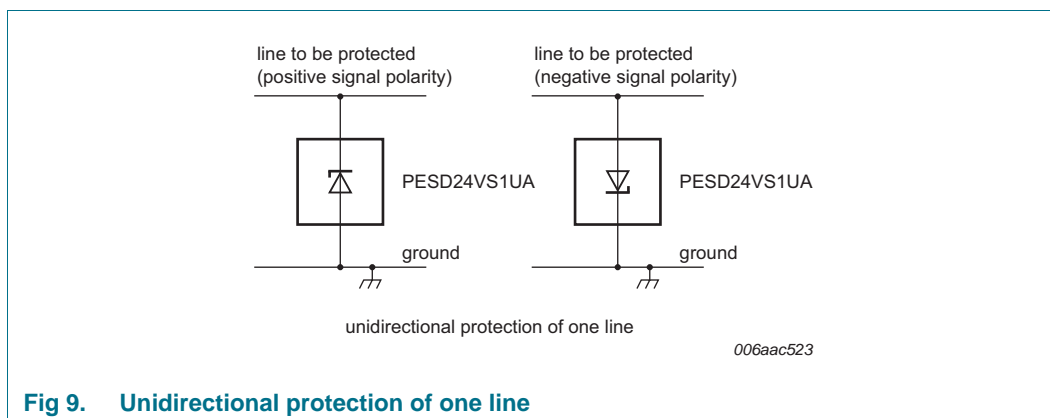 line to be protected
(positive signal polarity)
line to be protected
(negative signal polarity)
PESD24VS1UA
PESD24VS1UA
ground
ground
unidirectional protection of one line
006aac523
Fig 9. Unidirectional protection of one line